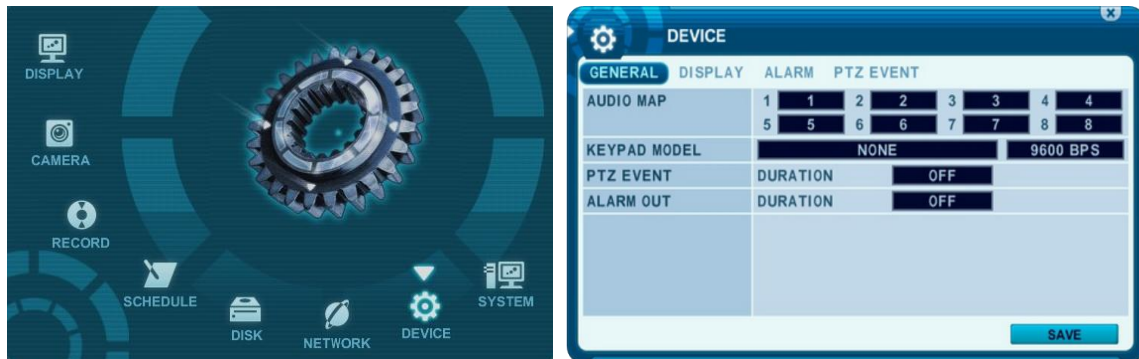 DISPLAY
CAMERA
RECORD
SCHEDULE
DISK
NETWORK
DEVICE
SYSTEM
DEVICE
GENERAL DISPLAY ALARM PTZ EVENT
AUDIO MAP 1 1 2 2 3 3 4 4
5 5 6 6 7 7 8 8
KEYPAD MODEL NONE 9600 BPS
PTZ EVENT DURATION OFF
ALARM OUT DURATION OFF
SAVE